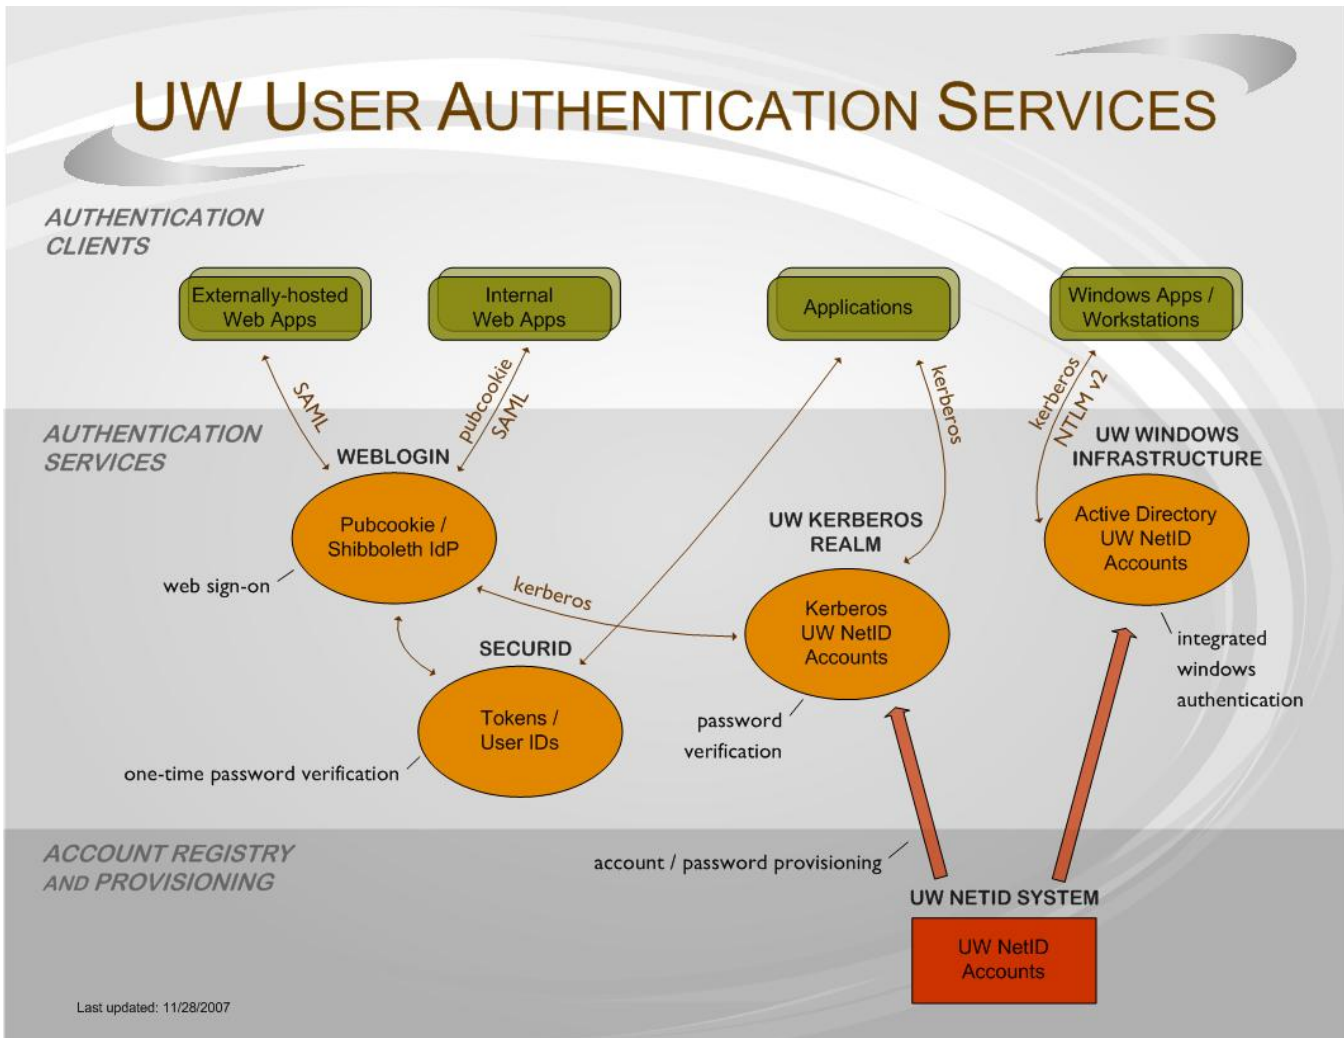 UW USER AUTHENTICATION SERVICES
AUTHENTICATION
CLIENTS
Externally-hosted
Web Apps
Internal
Web Apps
Applications
Windows Apps /
Workstations
SAML
pubcookie
SAML
kerberos
kerberos
NTLM v2
AUTHENTICATION
SERVICES
WEBLOGIN
Pubcookie /
Shibboleth IdP
web sign-on
kerberos
UW KERBEROS
REALM
Kerberos
UW NetID
Accounts
password
verification
UW WINDOWS
INFRASTRUCTURE
Active Directory
UW NetID
Accounts
integrated
windows
authentication
SECURID
Tokens /
User IDs
one-time password verification
ACCOUNT REGISTRY
AND PROVISIONING
account / password provisioning
UW NETID SYSTEM
UW NetID
Accounts
Last updated: 11/28/2007